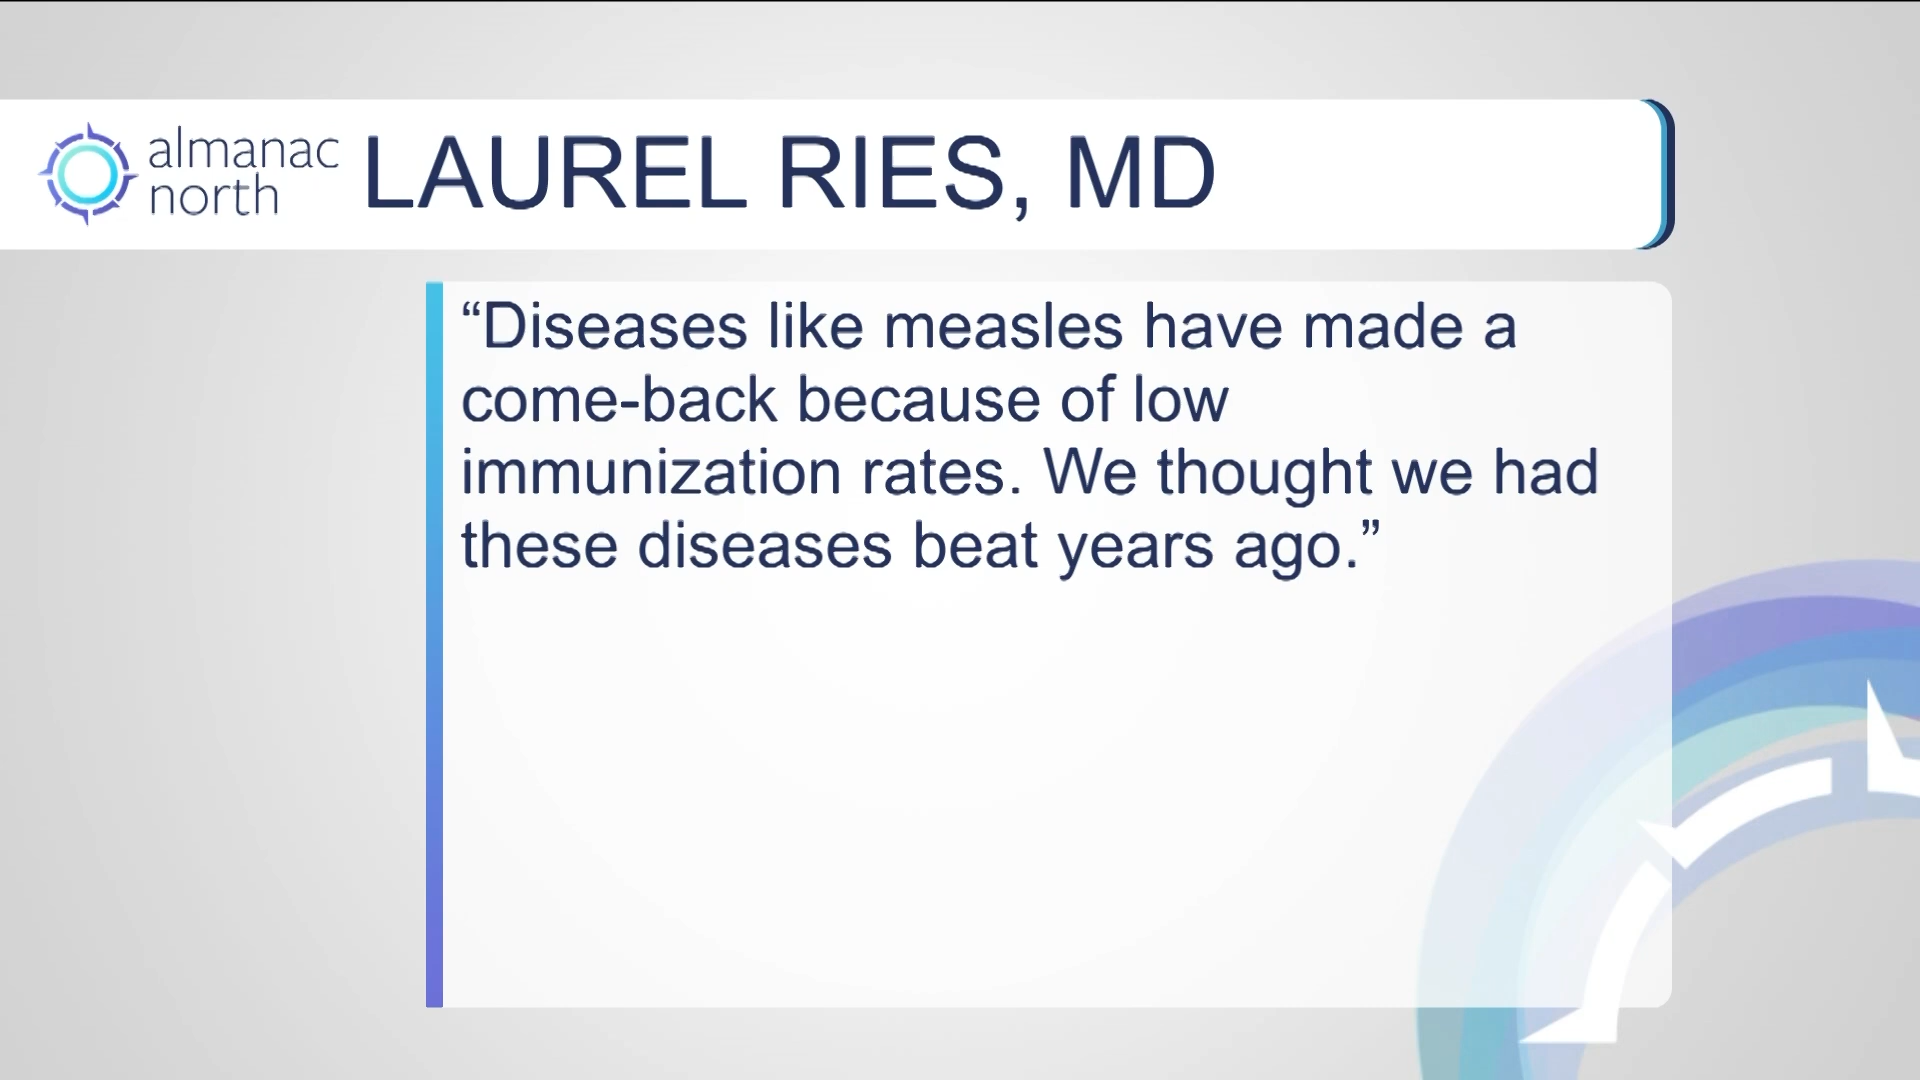 almanac
north
LAUREL RIES, MD
“Diseases like measles have made a
come-back because of low
immunization rates. We thought we had
these diseases beat years ago.”